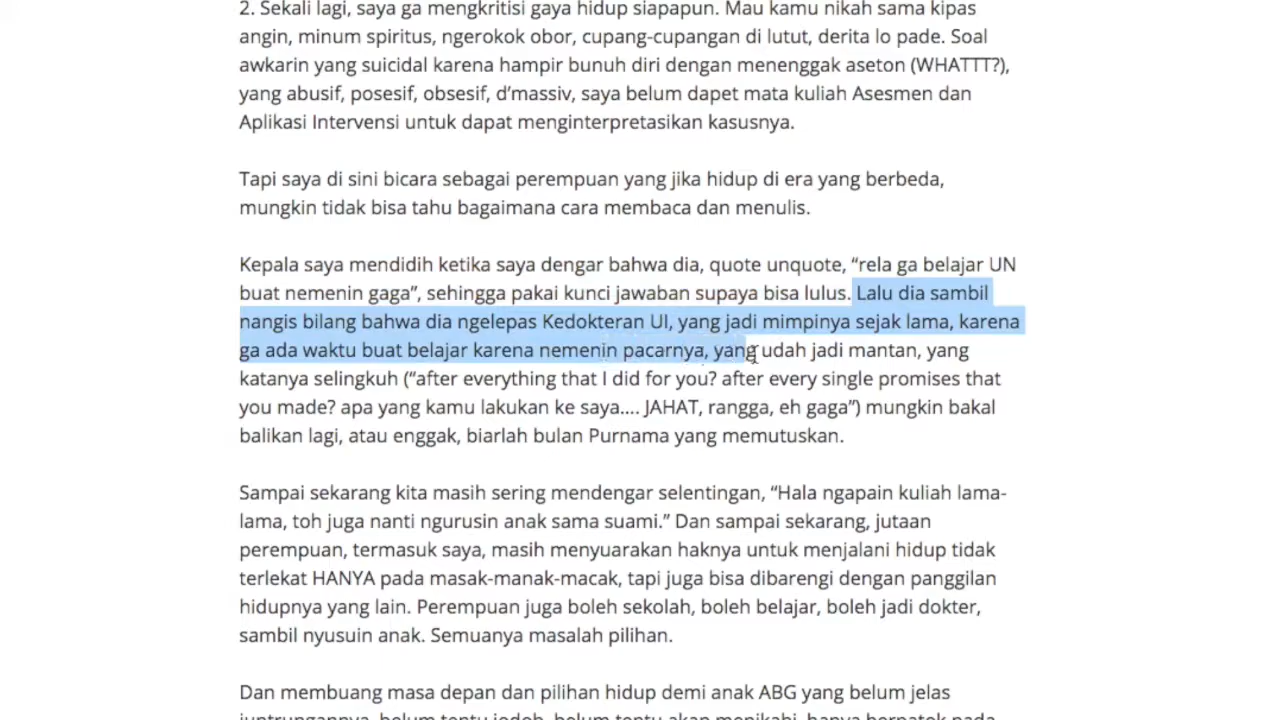 2. Sekali lagi, saya ga mengkritisi gaya hidup siapapun. Mau kamu nikah sama kipas
angin, minum spiritus, ngerokok obor, cupang-cupangan di lutut, derita lo pade. Soal
awkarin yang suicidal karena hampir bunuh diri dengan menenggak aseton (WHATTT?),
yang abusif, posesif, obsesif, d’massiv, saya belum dapet mata kuliah Asesmen dan
Aplikasi Intervensi untuk dapat menginterpretasikan kasusnya.
Tapi saya di sini bicara sebagai perempuan yang jika hidup di era yang berbeda,
mungkin tidak bisa tahu bagaimana cara membaca dan menulis.
Kepala saya mendidih ketika saya dengar bahwa dia, quote unquote, “rela ga belajar UN
buat nemenin gaga”, sehingga pakai kunci jawaban supaya bisa lulus. Lalu dia sambil
nangis bilang bahwa dia ngelepas Kedokteran UI, yang jadi mimpinya sejak lama, karena
ga ada waktu buat belajar karena nemenin pacarnya, yang udah jadi mantan, yang
katanya selingkuh (“after everything that I did for you? after every single promises that
you made? apa yang kamu lakukan ke saya…. JAHAT, rangga, eh gaga”) mungkin bakal
balikan lagi, atau enggak, biarlah bulan Purnama yang memutuskan.
Sampai sekarang kita masih sering mendengar selentingan, “Hala ngapain kuliah lama-
lama, toh juga nanti ngurusin anak sama suami.” Dan sampai sekarang, jutaan
perempuan, termasuk saya, masih menyuarakan haknya untuk menjalani hidup tidak
terlekat HANYA pada masak-manak-macak, tapi juga bisa dibarengi dengan panggilan
hidupnya yang lain. Perempuan juga boleh sekolah, boleh belajar, boleh jadi dokter,
sambil nyusuin anak. Semuanya masalah pilihan.
Dan membuang masa depan dan pilihan hidup demi anak ABG yang belum jelas
juntrungannya, belum tentu jodoh, belum tentu akan menikahi, hanya berpatok pada